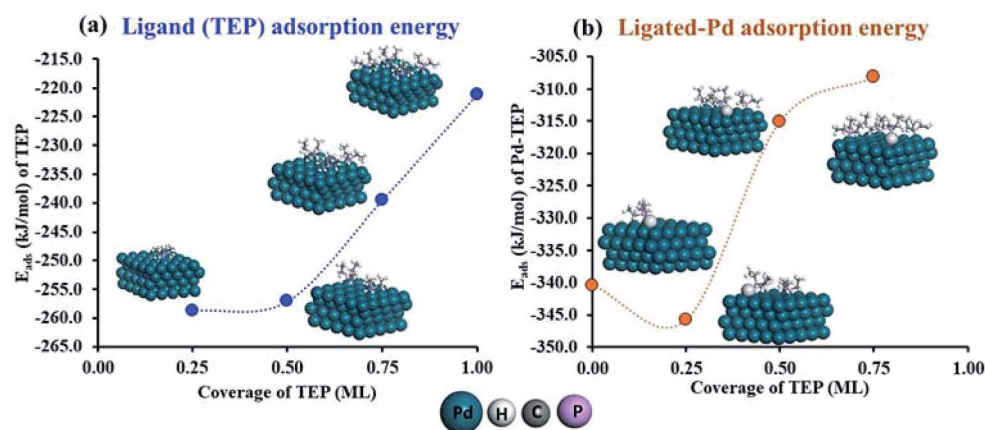 (a) Ligand (TEP) adsorption energy
-215.0
-220.0
-225.0
-230.0
-235.0
-240.0
-245.0
-250.0
-255.0
-260.0
-265.0
E_ads (kJ/mol) of TEP
0.00 0.25 0.50 0.75 1.00
Coverage of TEP (ML)
(b) Ligated-Pd adsorption energy
-305.0
-310.0
-315.0
-320.0
-325.0
-330.0
-335.0
-340.0
-345.0
-350.0
E_ads (kJ/mol) of Pd-TEP
0.00 0.25 0.50 0.75 1.00
Coverage of TEP (ML)
Pd H C P